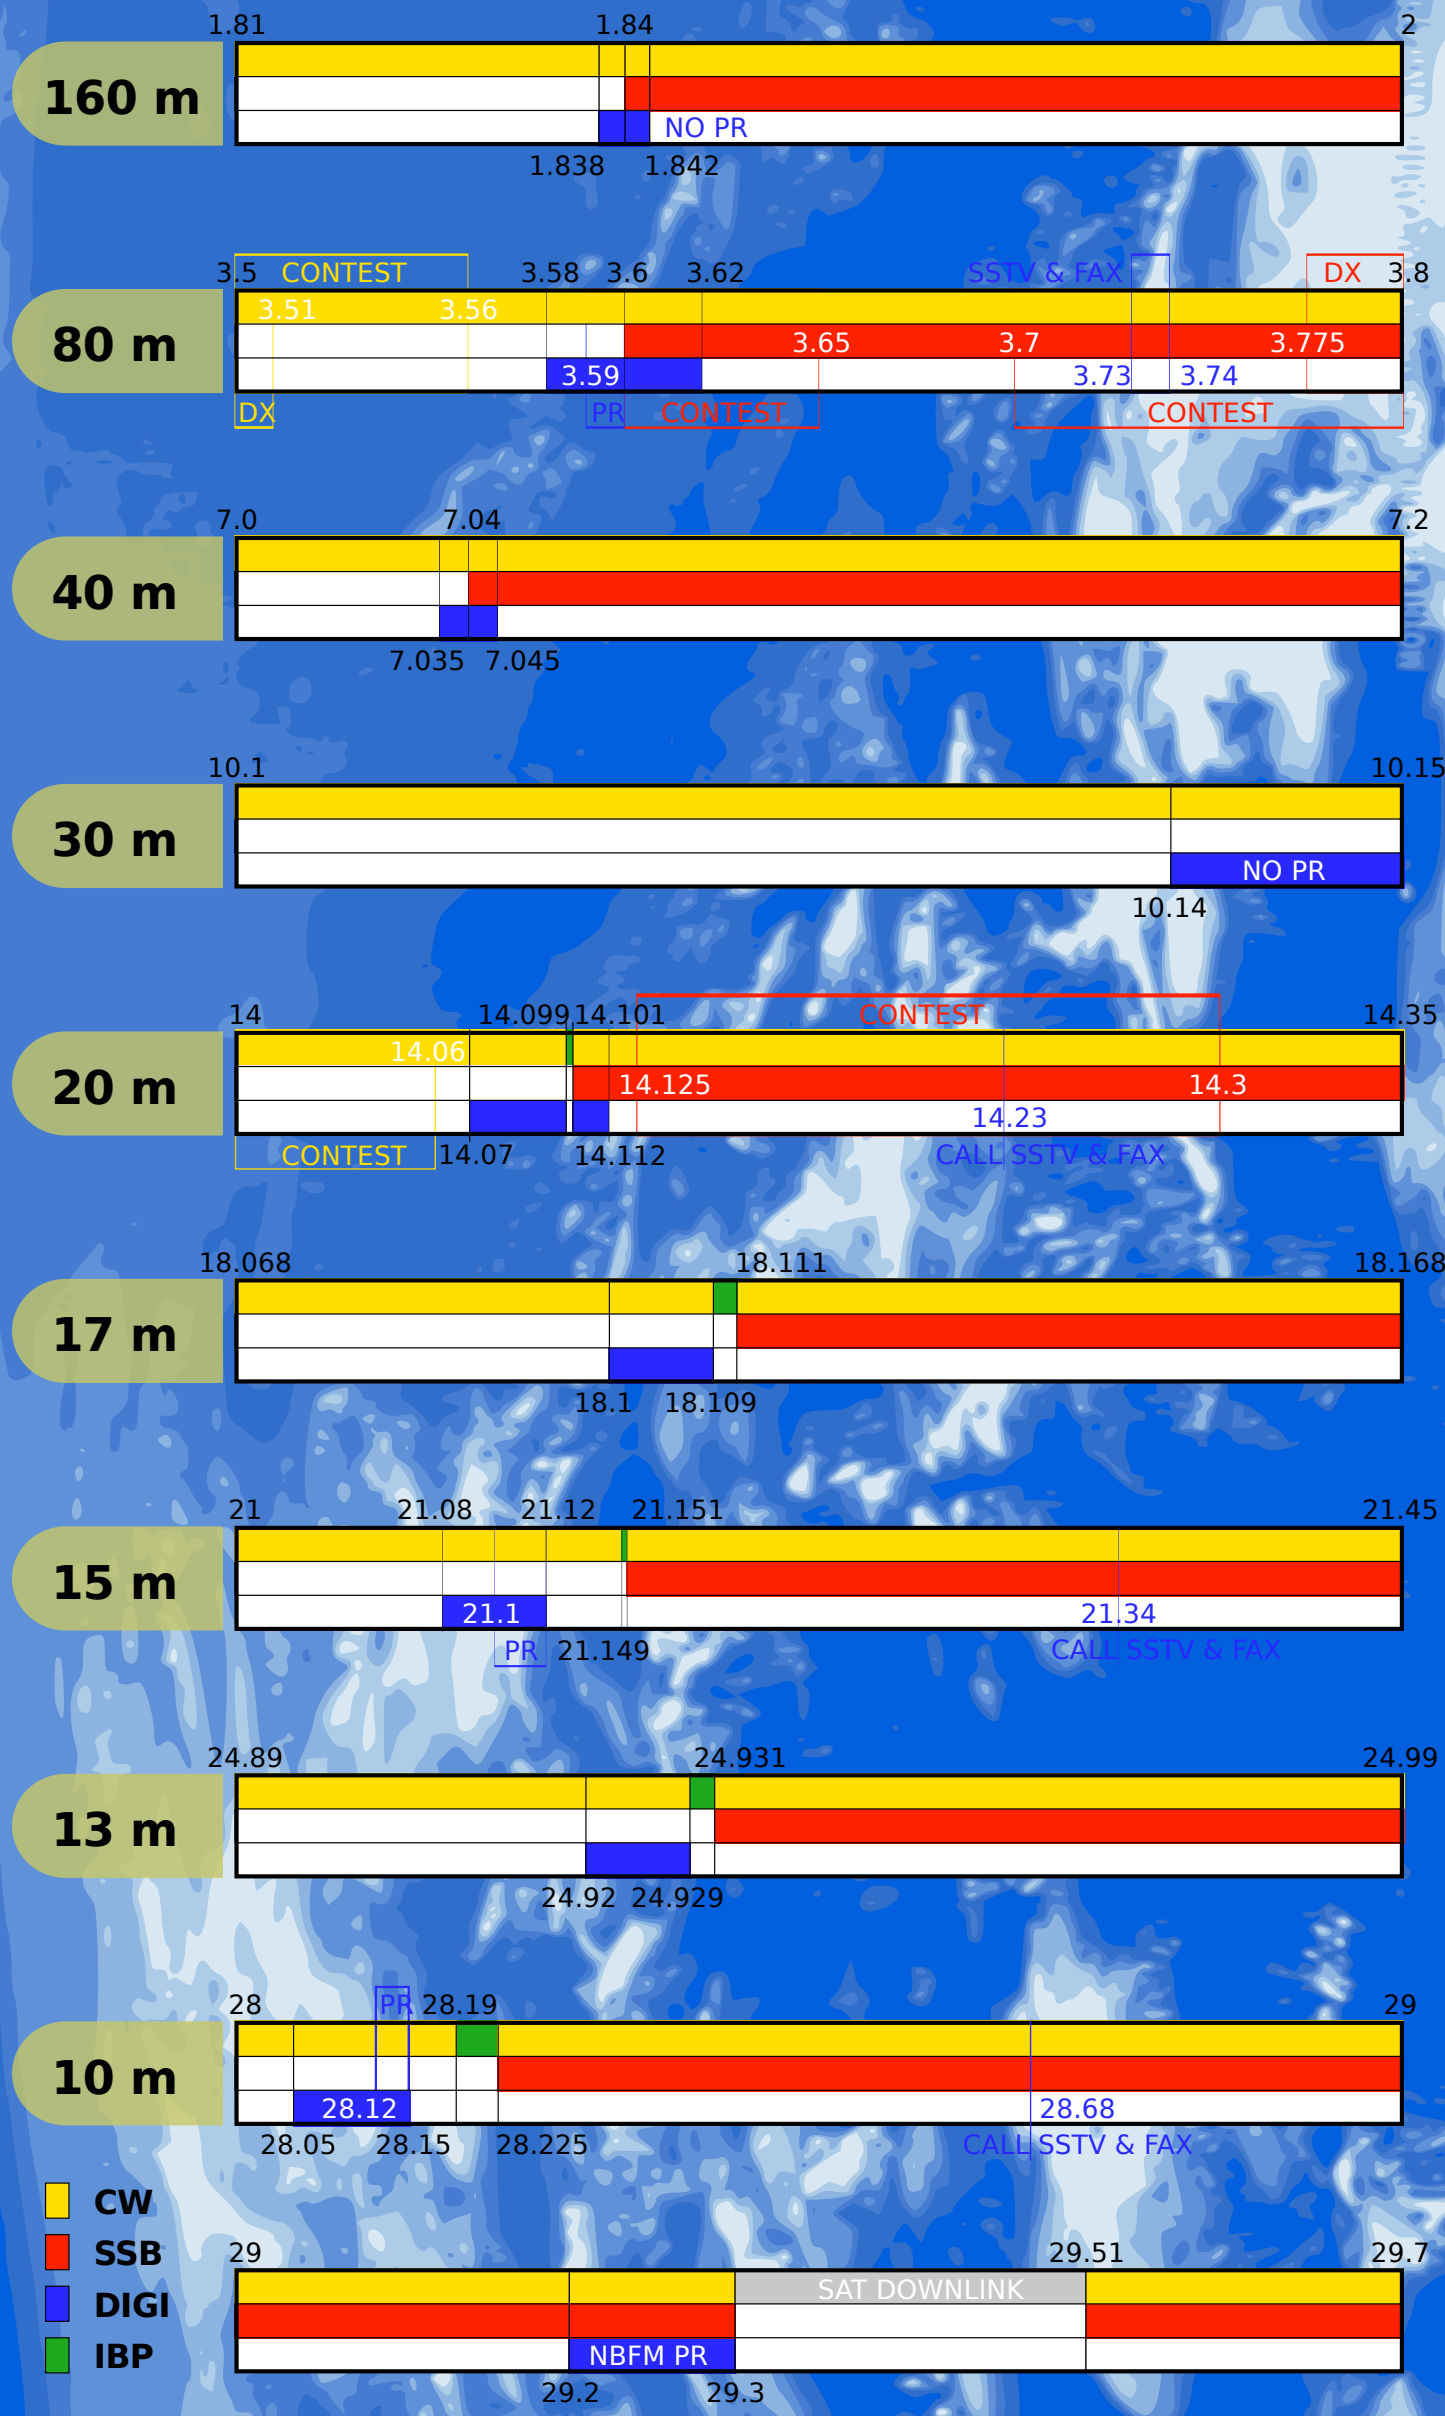 1.81 1.84 2
160 m
NO PR
1.838 1.842
3.5 CONTEST 3.58 3.6 3.62 SSTV & FAX DX 3.8
3.51 3.56
80 m
3.65 3.7 3.775
3.59 3.73 3.74
DX PR CONTEST CONTEST
7.0 7.04 7.2
40 m
7.035 7.045
10.1 10.15
30 m
NO PR
10.14
14 14.099 14.101 CONTEST 14.35
14.06
20 m
14.125 14.3
14.23
CONTEST 14.07 14.112 CALL SSTV & FAX
18.068 18.111 18.168
17 m
18.1 18.109
21 21.08 21.12 21.151 21.45
15 m
21.1 21.34
PR 21.149 CALL SSTV & FAX
24.89 24.931 24.99
13 m
24.92 24.929
28 PR 28.19 29
10 m
28.12 28.68
28.05 28.15 28.225 CALL SSTV & FAX
CW
SSB
DIGI
IBP
29 29.51 29.7
SAT DOWNLINK
NBFM PR
29.2 29.3